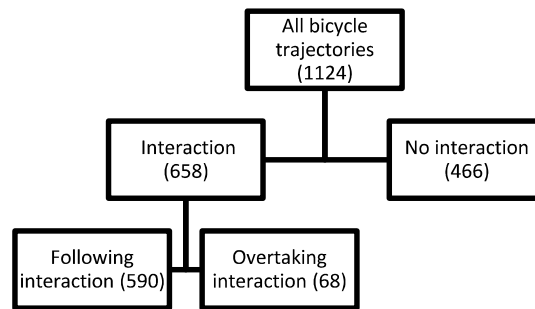 All bicycle
trajectories
(1124)
Interaction
(658)
No interaction
(466)
Following
interaction (590)
Overtaking
interaction (68)